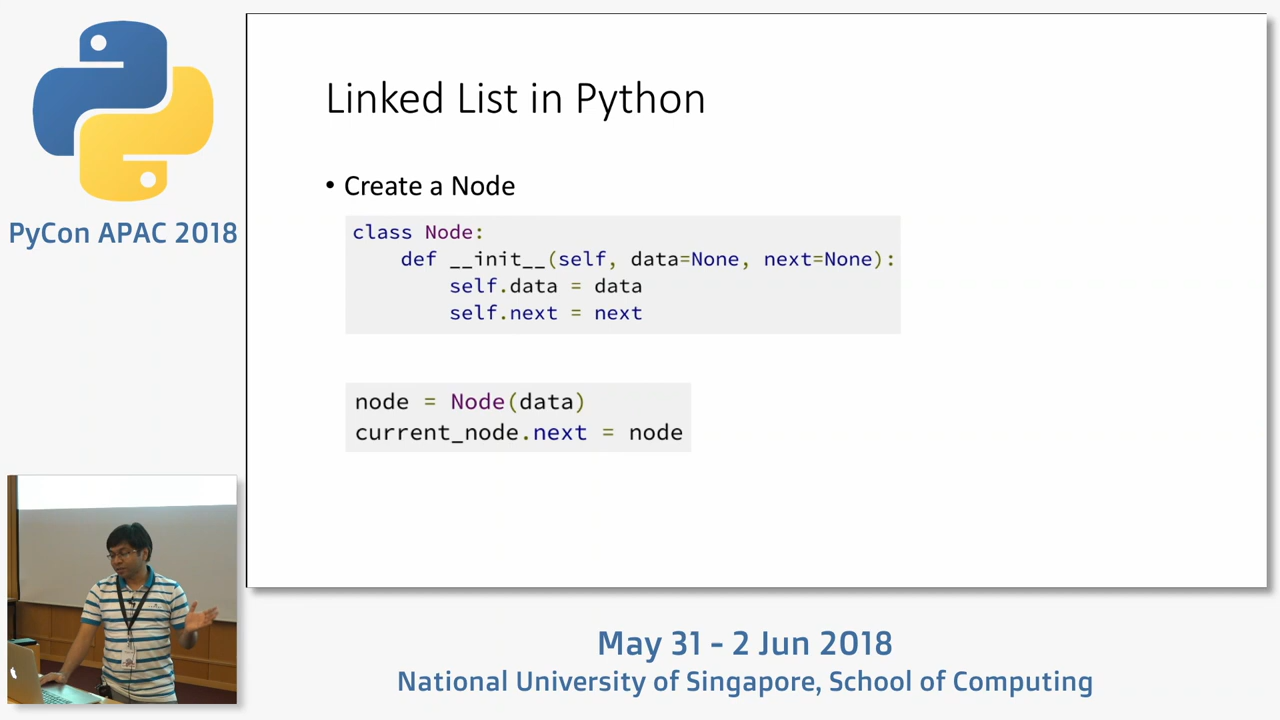 PyCon APAC 2018
Linked List in Python
• Create a Node
class Node:
    def __init__(self, data=None, next=None):
        self.data = data
        self.next = next
node = Node(data)
current_node.next = node
May 31 - 2 Jun 2018
National University of Singapore, School of Computing